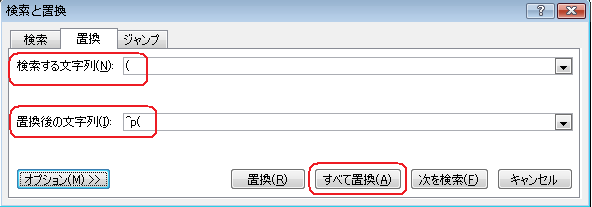 検索と置換
検索 置換 ジャンプ
検索する文字列(N): (
置換後の文字列(I): ^p(
オプション(M) >> 置換(R) すべて置換(A) 次を検索(F) キャンセル